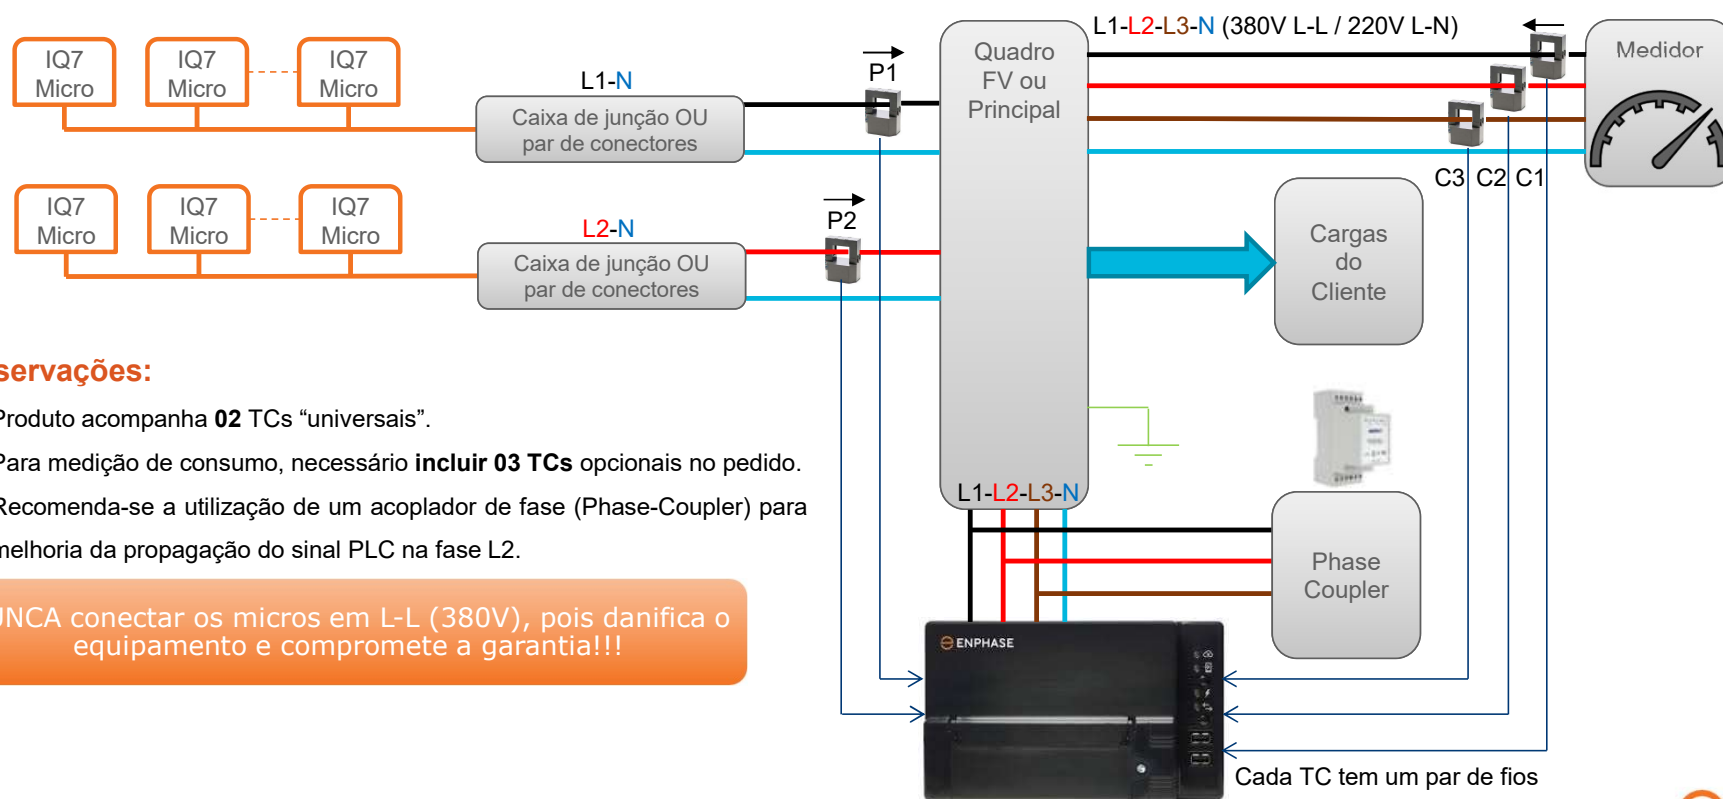 L1-L2-L3-N (380V L-L / 220V L-N)
IQ7
Micro
IQ7
Micro
IQ7
Micro
L1-N
Caixa de junção OU
par de conectores
P1
Quadro
FV ou
Principal
Medidor
C3 C2 C1
IQ7
Micro
IQ7
Micro
IQ7
Micro
L2-N
Caixa de junção OU
par de conectores
P2
Cargas
do
Cliente
servações:
Produto acompanha 02 TCs “universais”.
Para medição de consumo, necessário incluir 03 TCs opcionais no pedido.
Recomenda-se a utilização de um acoplador de fase (Phase-Coupler) para
melhoria da propagação do sinal PLC na fase L2.
L1-L2-L3-N
Phase
Coupler
UNCA conectar os micros em L-L (380V), pois danifica o
equipamento e compromete a garantia!!!
ENPHASE
Cada TC tem um par de fios